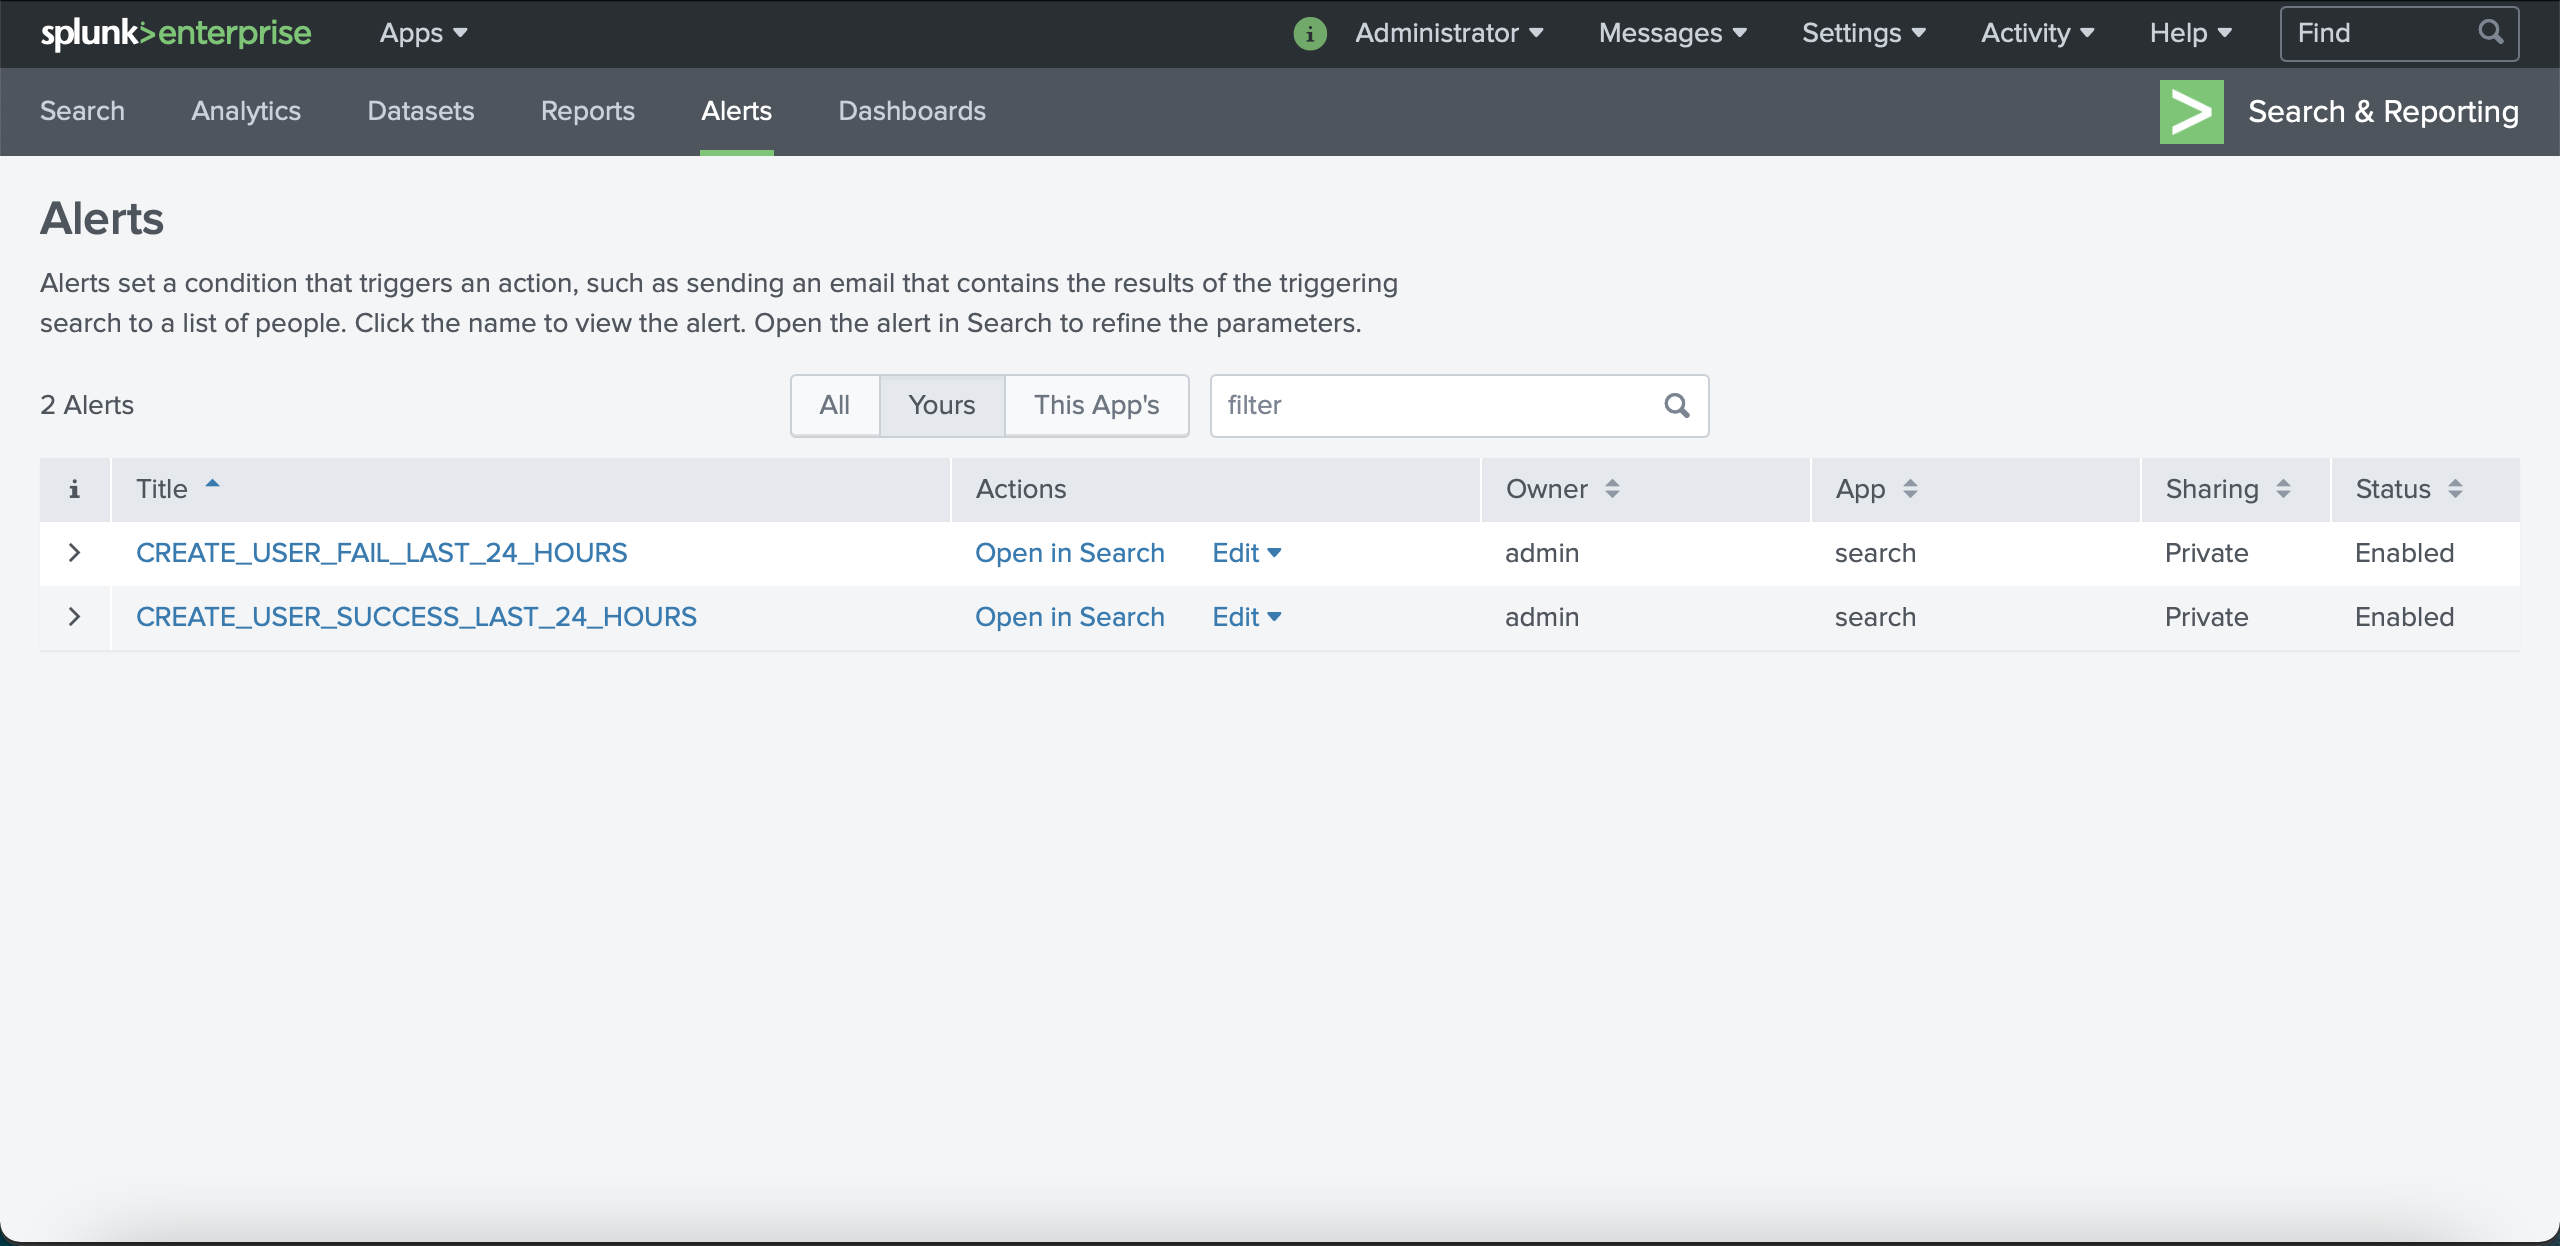 splunk>enterprise Apps Administrator Messages Settings Activity Help Find
Search Analytics Datasets Reports Alerts Dashboards Search & Reporting
Alerts
Alerts set a condition that triggers an action, such as sending an email that contains the results of the triggering
search to a list of people. Click the name to view the alert. Open the alert in Search to refine the parameters.
2 Alerts All Yours This App's filter
i Title Actions Owner App Sharing Status
CREATE_USER_FAIL_LAST_24_HOURS Open in Search Edit admin search Private Enabled
CREATE_USER_SUCCESS_LAST_24_HOURS Open in Search Edit admin search Private Enabled